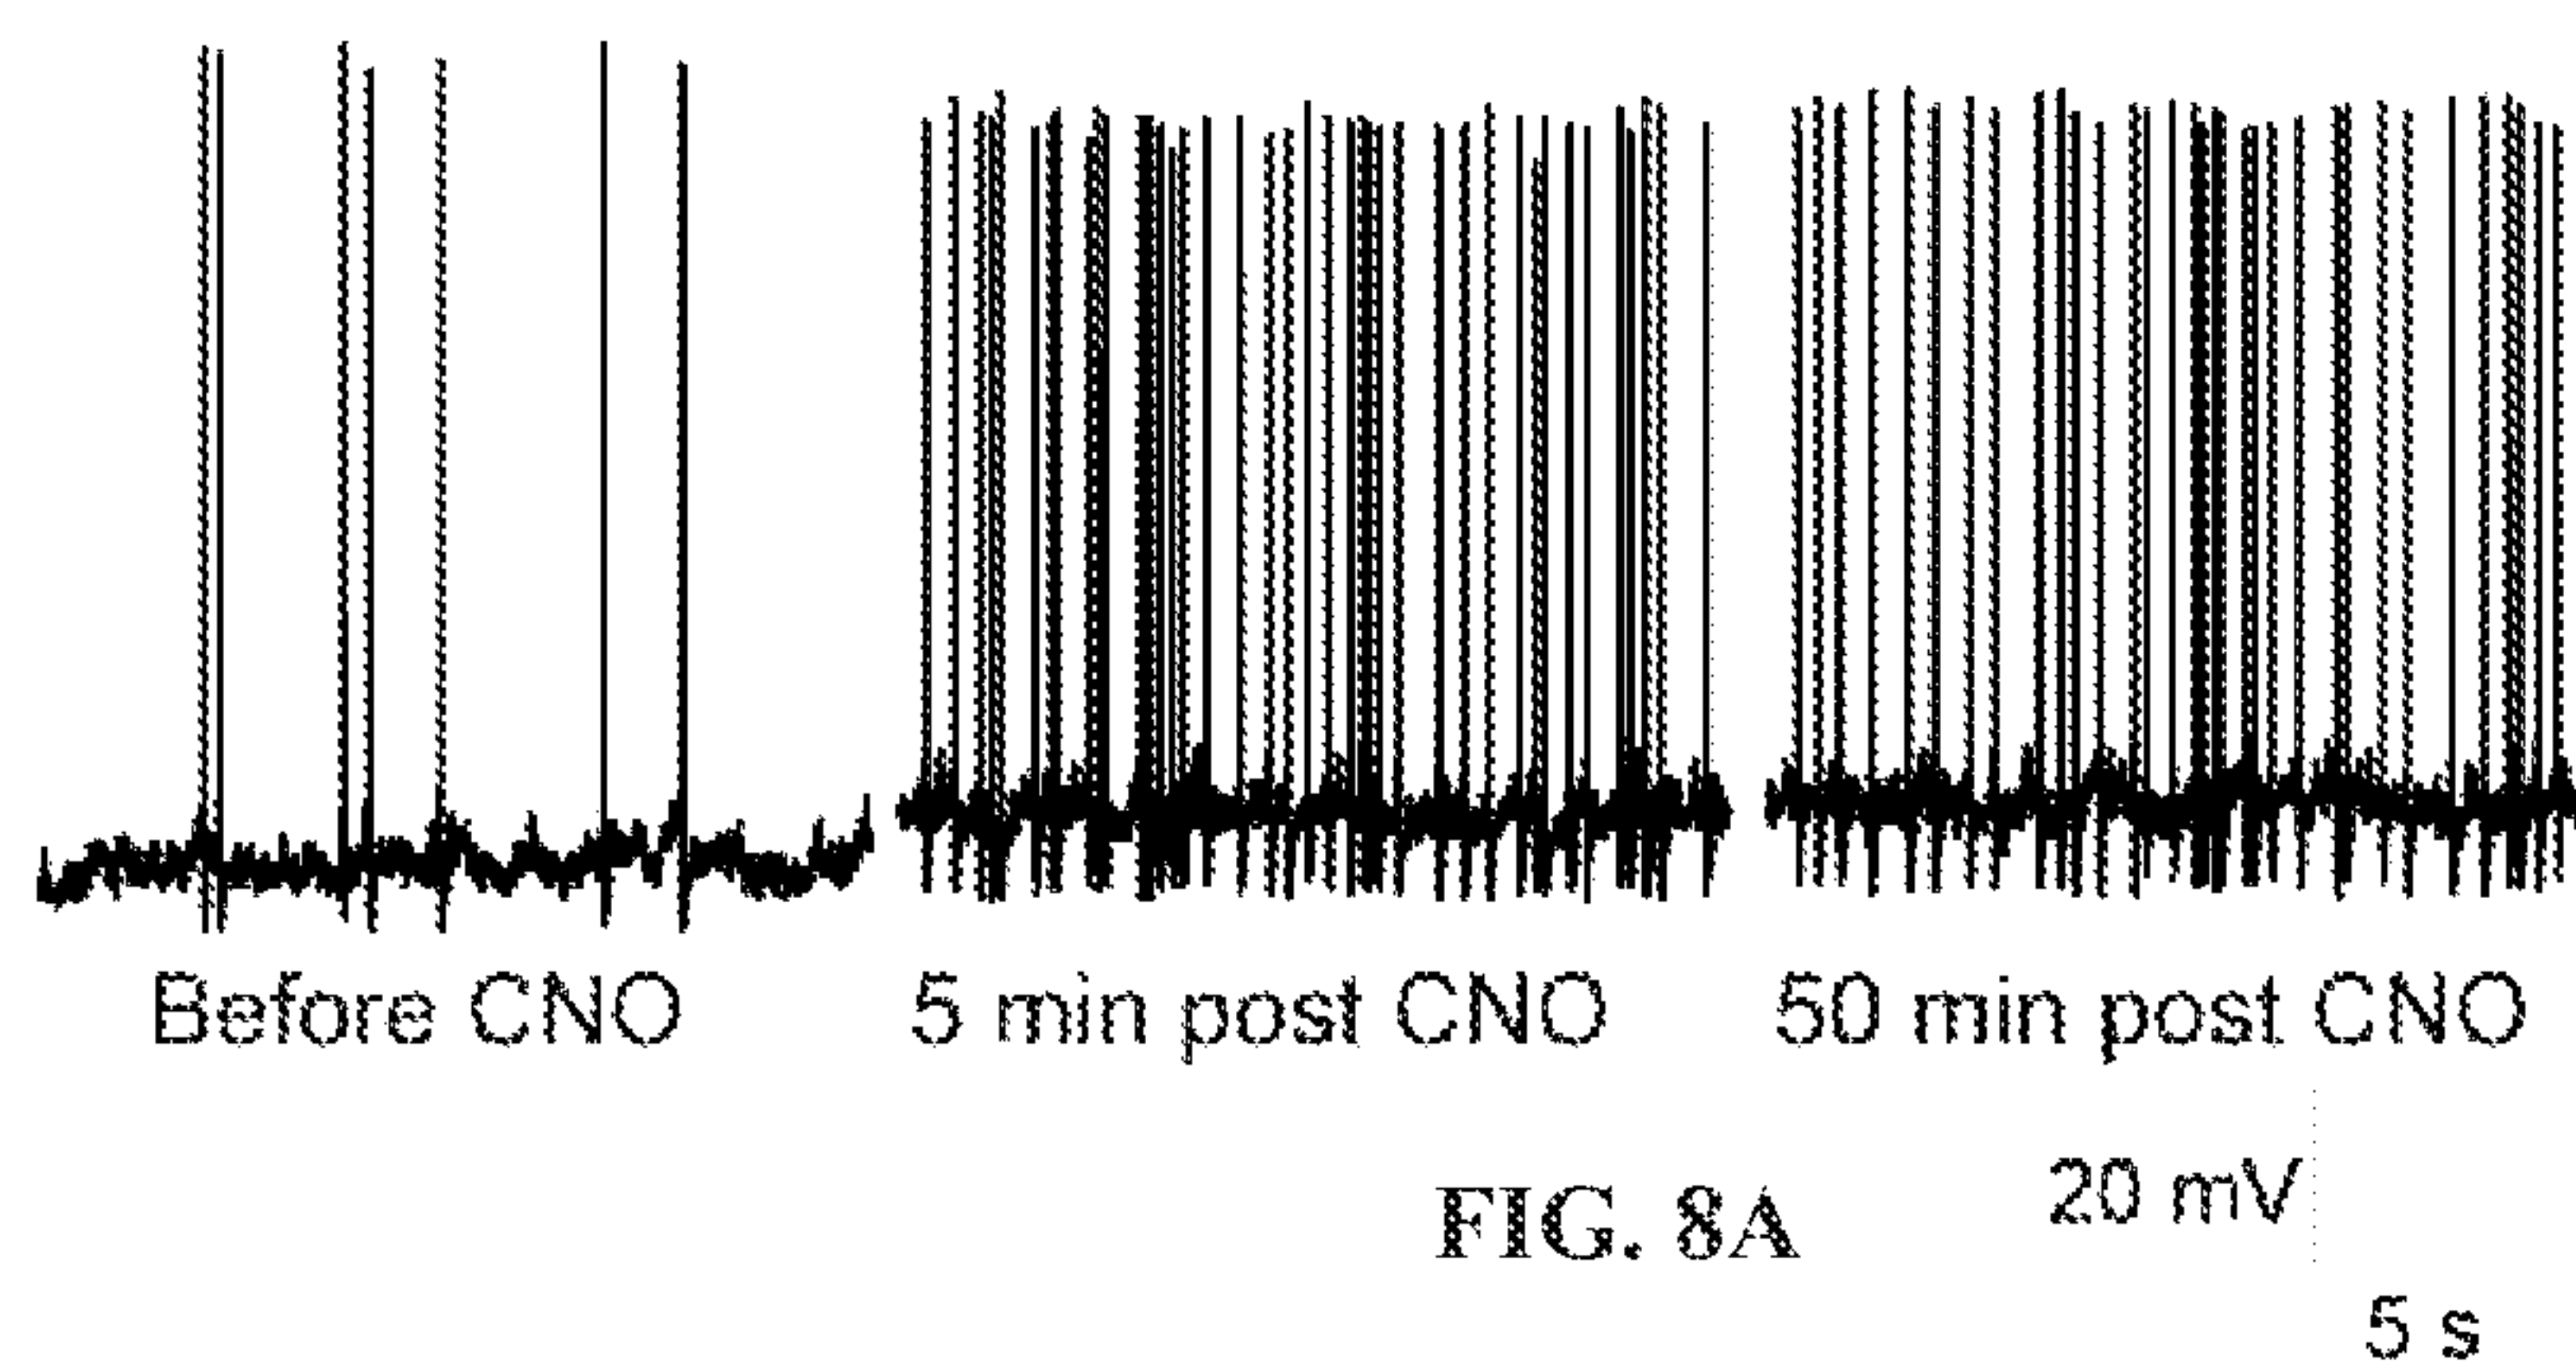 Before CNO
5 min post CNO
50 min post CNO
20 mV
FIG. 8A
5 s